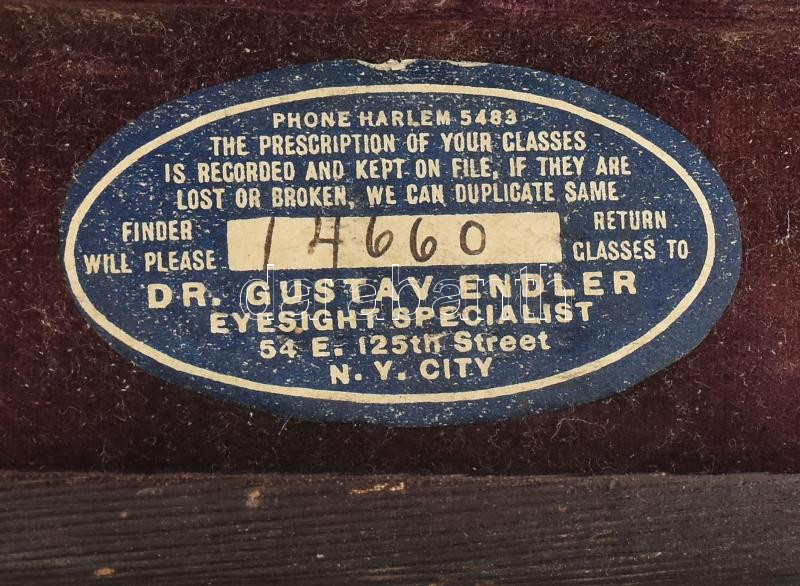 PHONE HARLEM 5483
THE PRESCRIPTION OF YOUR GLASSES
IS RECORDED AND KEPT ON FILE, IF THEY ARE
LOST OR BROKEN, WE CAN DUPLICATE SAME
FINDER WILL PLEASE 14660 RETURN GLASSES TO
DR. GUSTAV ENDLER
EYESIGHT SPECIALIST
54 E. 125th Street
N. Y. CITY
darabanth